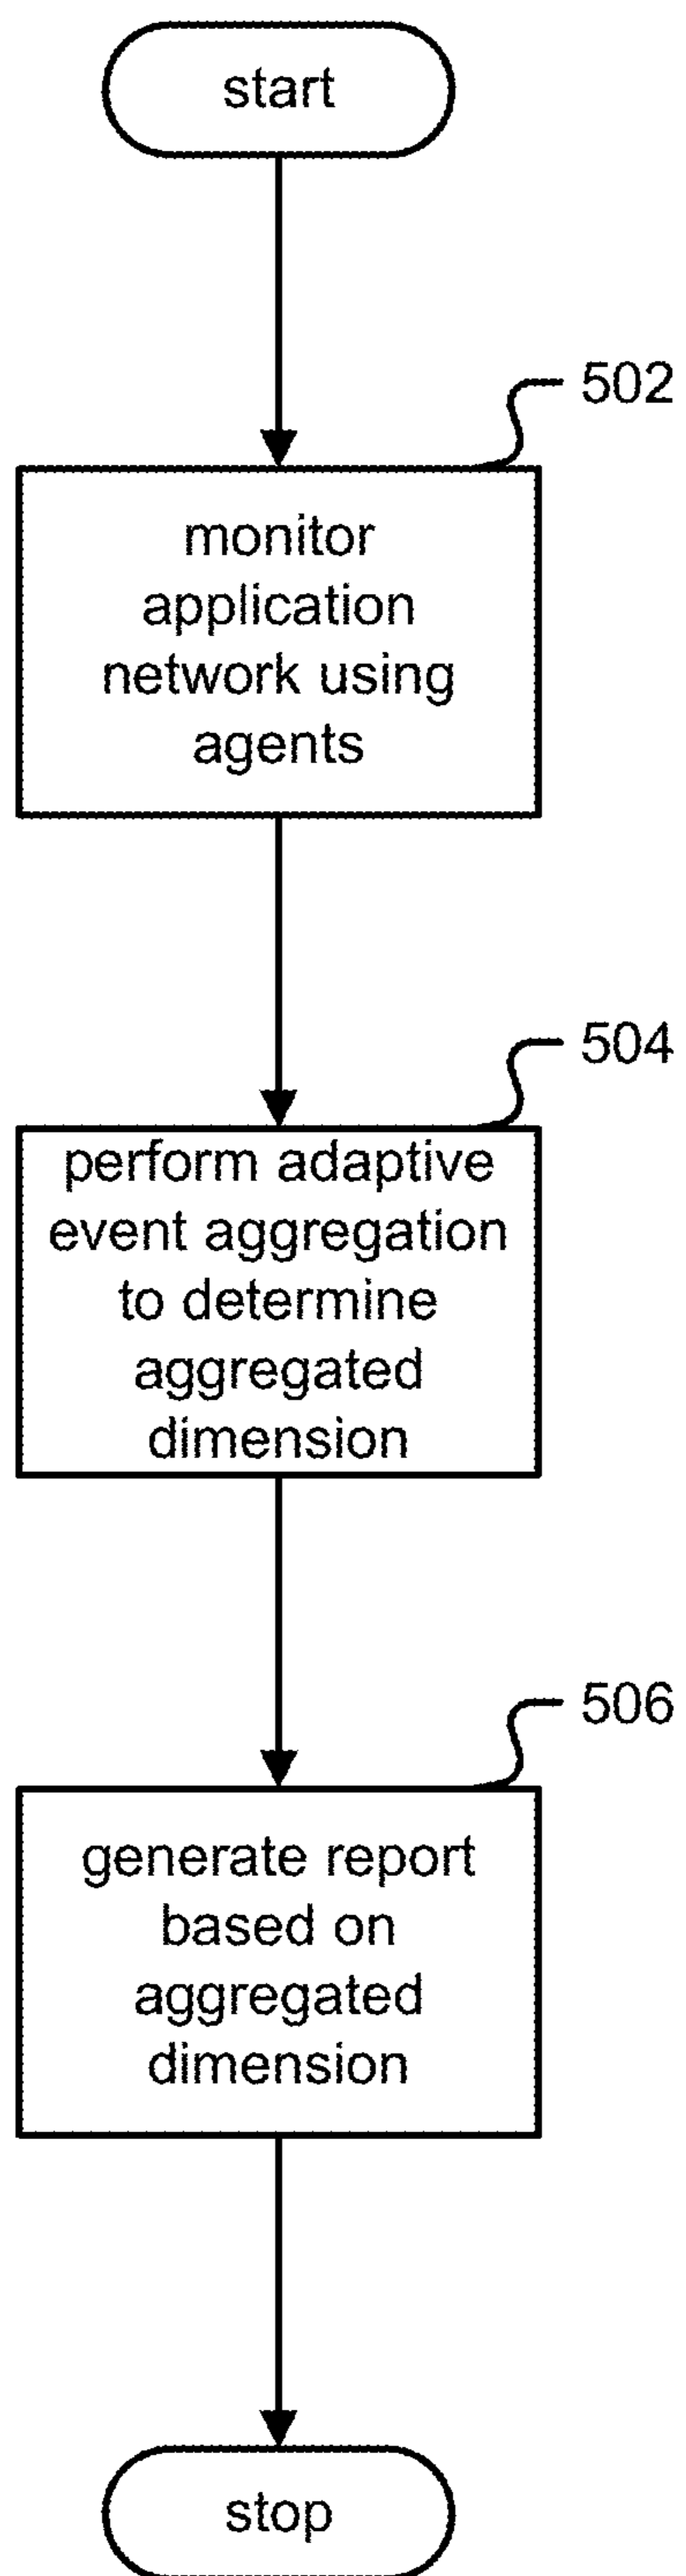 start
502
monitor
application
network using
agents
504
perform adaptive
event aggregation
to determine
aggregated
dimension
506
generate report
based on
aggregated
dimension
stop